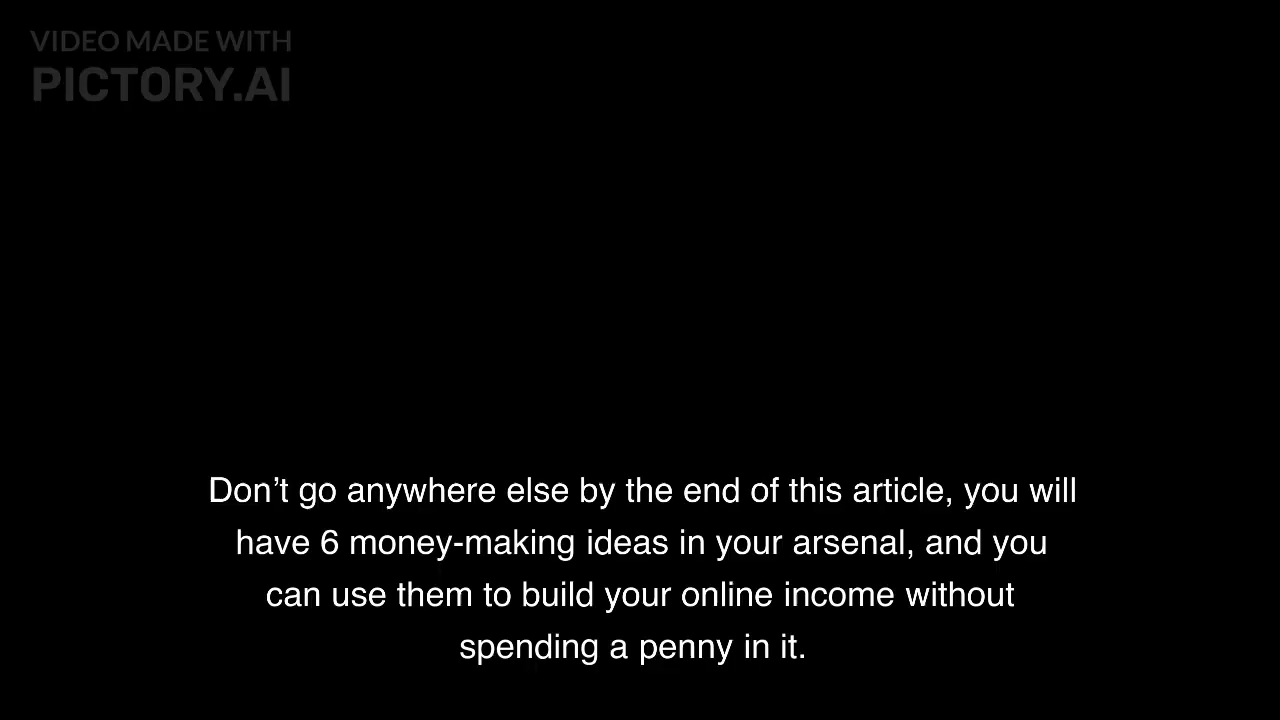 VIDEO MADE WITH
PICTORY.AI
Don’t go anywhere else by the end of this article, you will
have 6 money-making ideas in your arsenal, and you
can use them to build your online income without
spending a penny in it.